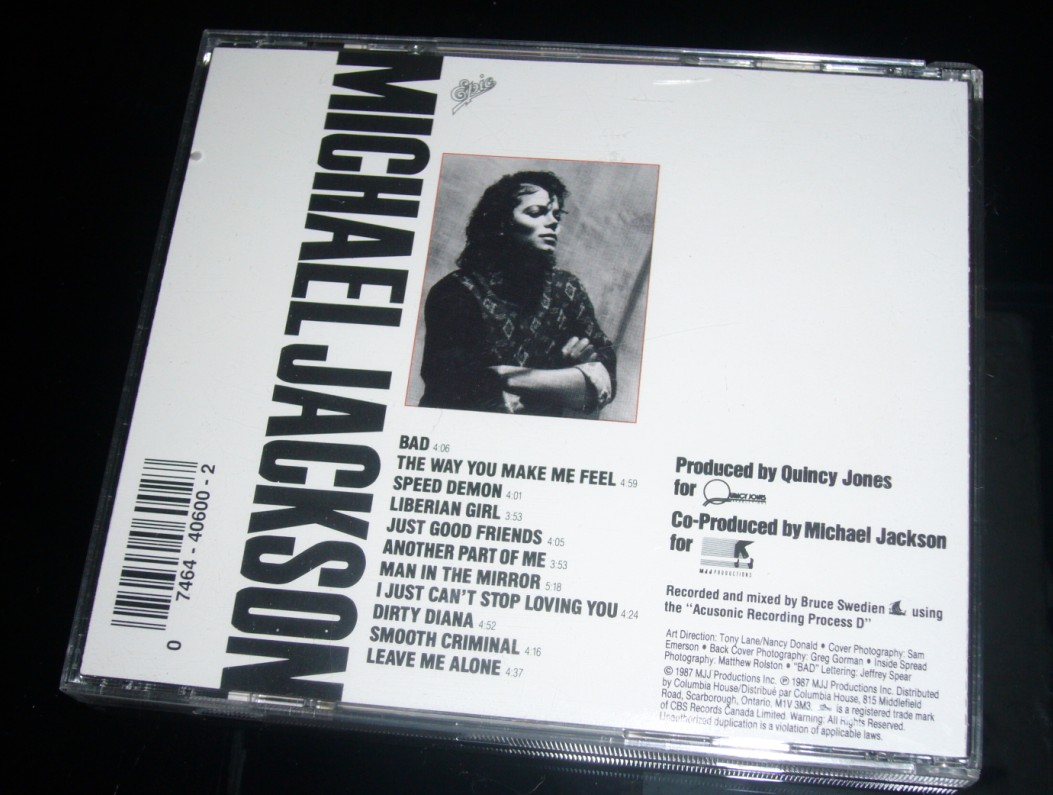 MICHAEL JACKSON
Epic
BAD 4:06
THE WAY YOU MAKE ME FEEL 4:59
SPEED DEMON 4:01
LIBERIAN GIRL 3:53
JUST GOOD FRIENDS 4:05
ANOTHER PART OF ME 3:53
MAN IN THE MIRROR 5:18
I JUST CAN'T STOP LOVING YOU 4:24
DIRTY DIANA 4:52
SMOOTH CRIMINAL 4:16
LEAVE ME ALONE 4:37
0 7464 - 40600 - 2
Produced by Quincy Jones
for QUINCY JONES
Co-Produced by Michael Jackson
for
MJJ PRODUCTIONS
Recorded and mixed by Bruce Swedien using
the "Acusonic Recording Process D"
Art Direction: Tony Lane/Nancy Donald • Cover Photography: Sam
Emerson • Back Cover Photography: Greg Gorman • Inside Spread
Photography: Matthew Rolston • "BAD" Lettering: Jeffrey Spear
© 1987 MJJ Productions Inc. ℗ 1987 MJJ Productions Inc. Distributed
by Columbia House/Distribué par Columbia House, 815 Middlefield
Road, Scarborough, Ontario, M1V 3M3. is a registered trade mark
of CBS Records Canada Limited. Warning: All Rights Reserved.
Unauthorized duplication is a violation of applicable laws.